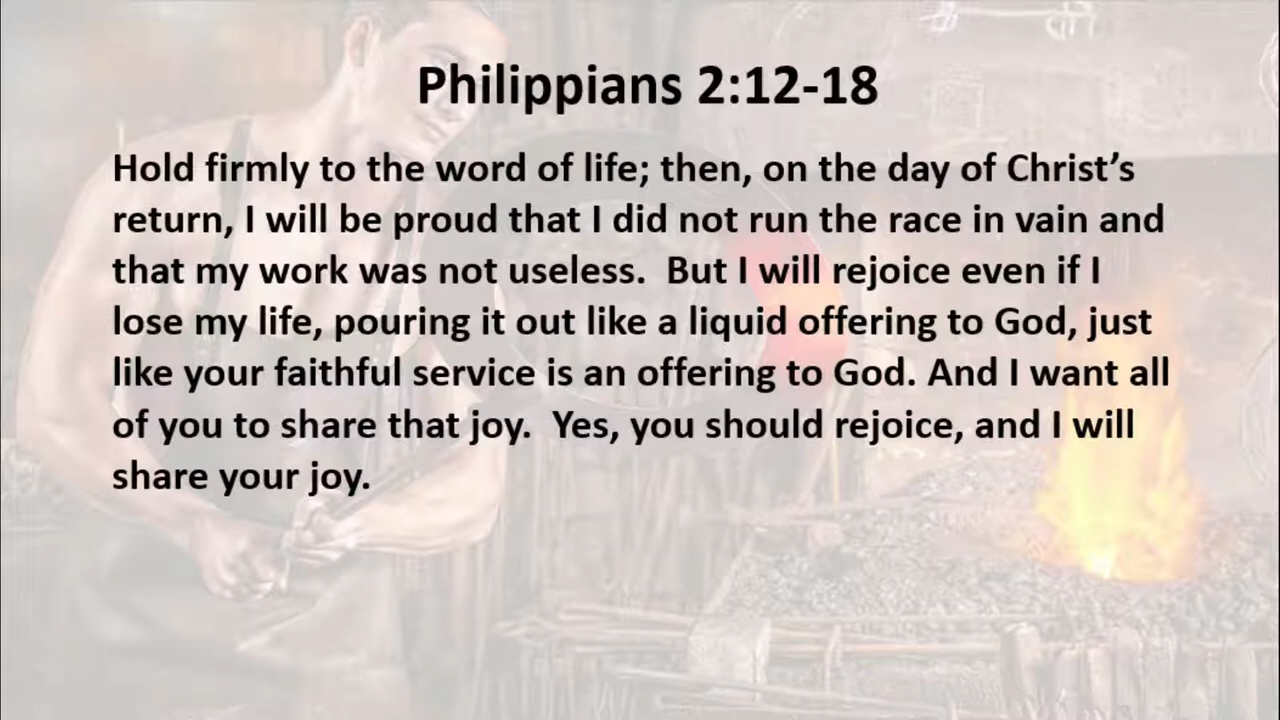 Philippians 2:12-18
Hold firmly to the word of life; then, on the day of Christ’s
return, I will be proud that I did not run the race in vain and
that my work was not useless.  But I will rejoice even if I
lose my life, pouring it out like a liquid offering to God, just
like your faithful service is an offering to God. And I want all
of you to share that joy.  Yes, you should rejoice, and I will
share your joy.